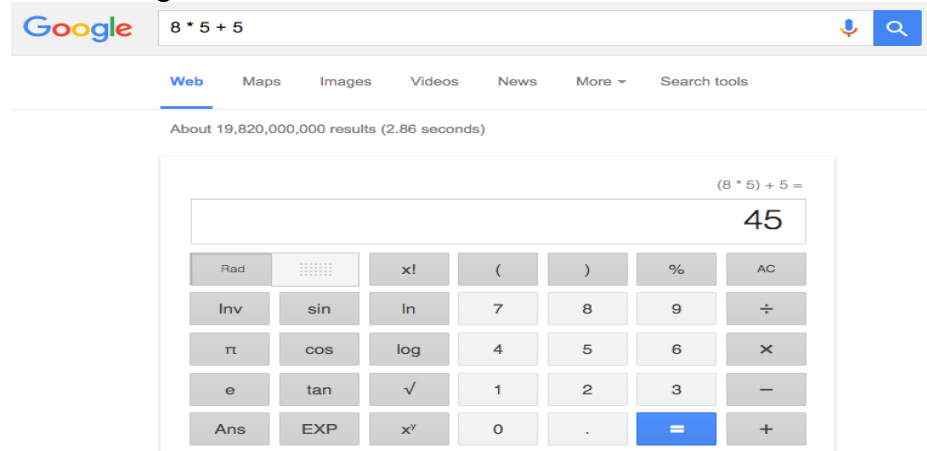 Google 8 * 5 + 5
Web Maps Images Videos News More Search tools
About 19,820,000,000 results (2.86 seconds)
(8 * 5) + 5 =
45
Rad x! ( ) % AC
Inv sin ln 7 8 9 ÷
π cos log 4 5 6 ×
e tan √ 1 2 3 −
Ans EXP xʸ 0 . = +